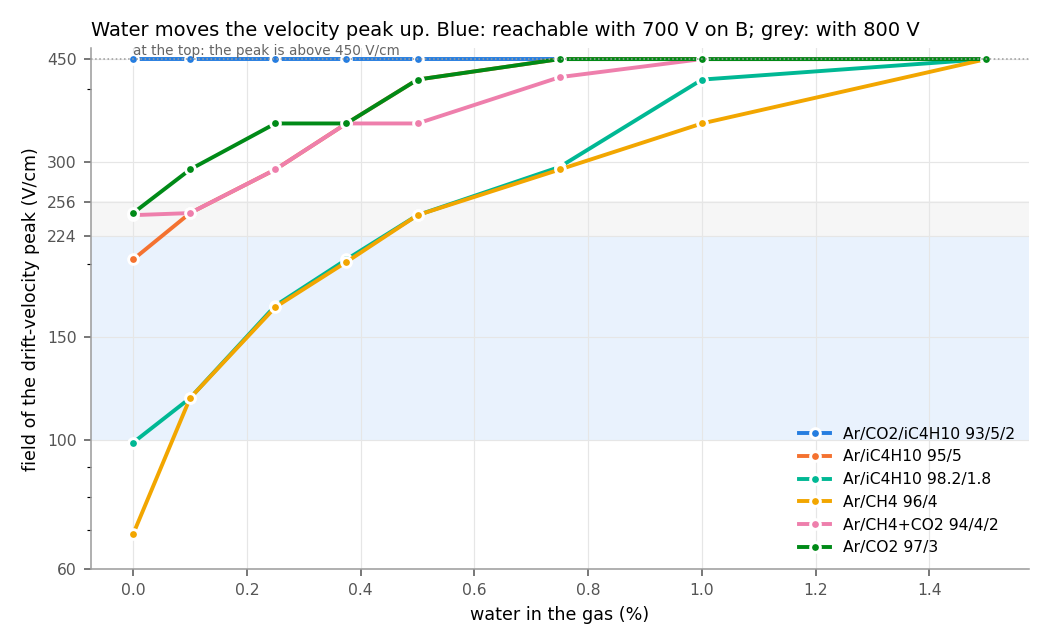 Water moves the velocity peak up. Blue: reachable with 700 V on B; grey: with 800 V
at the top: the peak is above 450 V/cm
450
300
256
224
150
100
60
field of the drift-velocity peak (V/cm)
Ar/CO2/iC4H10 93/5/2
Ar/iC4H10 95/5
Ar/iC4H10 98.2/1.8
Ar/CH4 96/4
Ar/CH4+CO2 94/4/2
Ar/CO2 97/3
0.0 0.2 0.4 0.6 0.8 1.0 1.2 1.4
water in the gas (%)